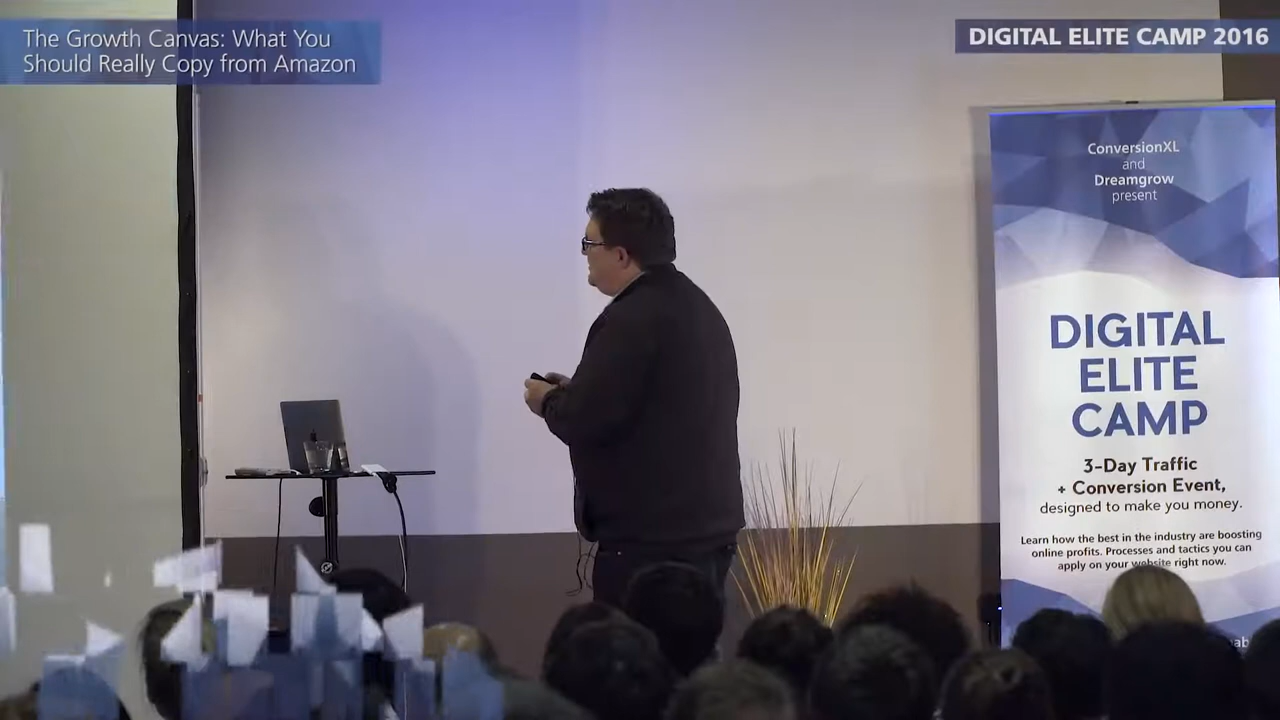 The Growth Canvas: What You
Should Really Copy from Amazon
DIGITAL ELITE CAMP 2016
ConversionXL
and
Dreamgrow
present
DIGITAL
ELITE
CAMP
3-Day Traffic
+ Conversion Event,
designed to make you money.
Learn how the best in the industry are boosting
online profits. Processes and tactics you can
apply on your website right now.